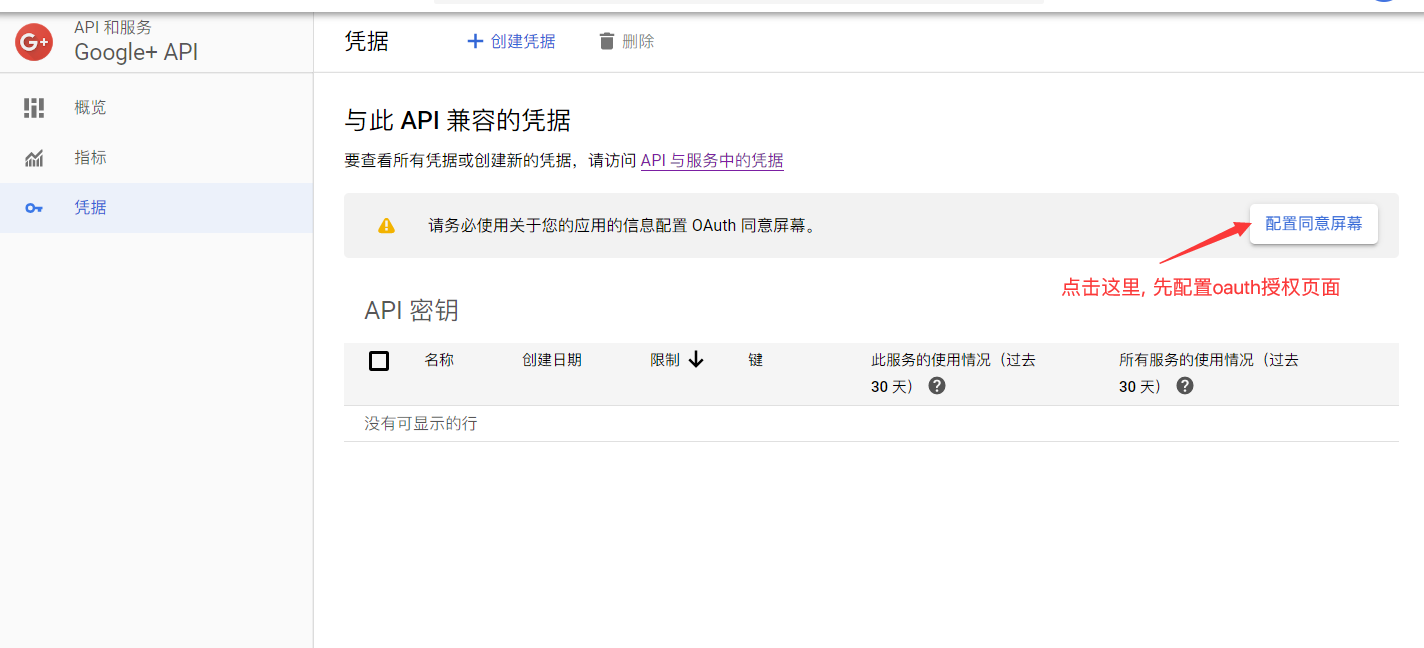 API 和服务
G+ Google+ API
凭据
创建凭据
删除
概览
指标
凭据
与此 API 兼容的凭据
要查看所有凭据或创建新的凭据，请访问 API 与服务中的凭据
请务必使用关于您的应用的信息配置 OAuth 同意屏幕。
配置同意屏幕
点击这里, 先配置oauth授权页面
API 密钥
名称 创建日期 限制 键 此服务的使用情况（过去 所有服务的使用情况（过去
30 天） ? 30 天） ?
没有可显示的行